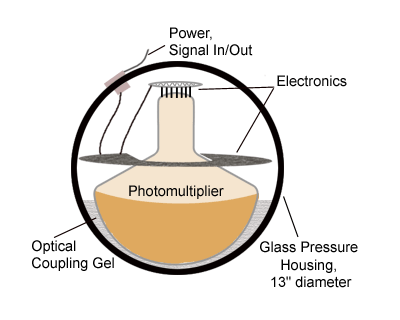 Power,
Signal In/Out
Electronics
Photomultiplier
Optical
Coupling Gel
Glass Pressure
Housing,
13" diameter